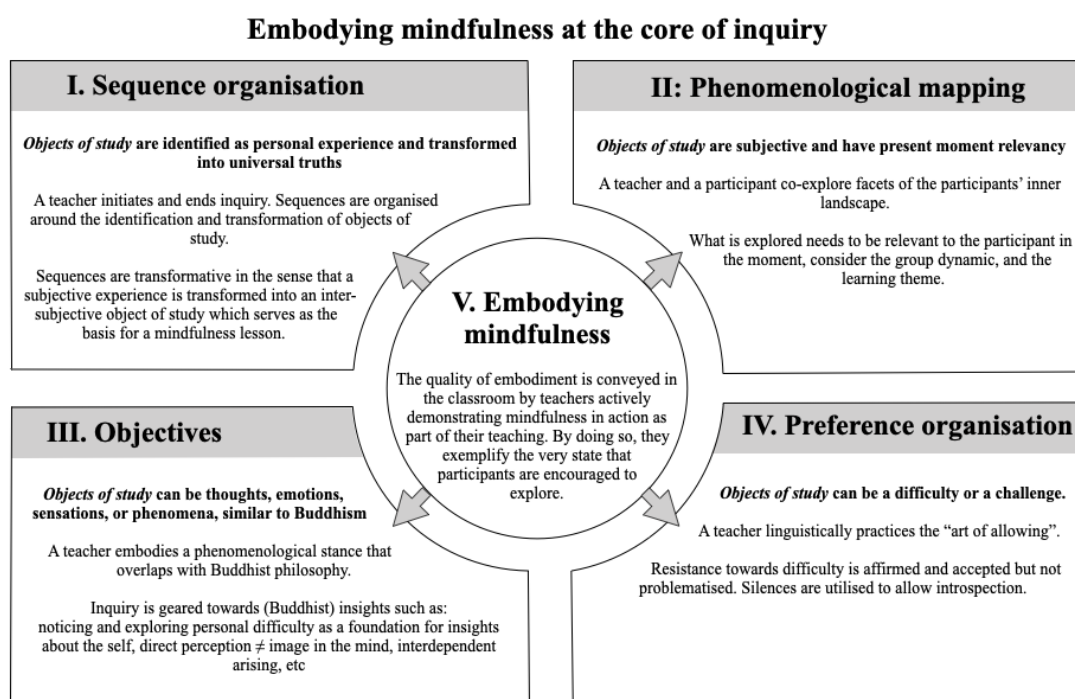 Embodying mindfulness at the core of inquiry
I. Sequence organisation
Objects of study are identified as personal experience and transformed
into universal truths
A teacher initiates and ends inquiry. Sequences are organised
around the identification and transformation of objects of
study.
Sequences are transformative in the sense that a
subjective experience is transformed into an inter-
subjective object of study which serves as the
basis for a mindfulness lesson.
II: Phenomenological mapping
Objects of study are subjective and have present moment relevancy
A teacher and a participant co-explore facets of the participants’ inner
landscape.
What is explored needs to be relevant to the participant in
the moment, consider the group dynamic, and the
learning theme.
V. Embodying
mindfulness
The quality of embodiment is conveyed in
the classroom by teachers actively
demonstrating mindfulness in action as
part of their teaching. By doing so, they
exemplify the very state that
participants are encouraged to
explore.
III. Objectives
Objects of study can be thoughts, emotions,
sensations, or phenomena, similar to Buddhism
A teacher embodies a phenomenological stance that
overlaps with Buddhist philosophy.
Inquiry is geared towards (Buddhist) insights such as:
noticing and exploring personal difficulty as a foundation for insights
about the self, direct perception ≠ image in the mind, interdependent
arising, etc
IV. Preference organisation
Objects of study can be a difficulty or a challenge.
A teacher linguistically practices the “art of allowing”.
Resistance towards difficulty is affirmed and accepted but not
problematised. Silences are utilised to allow introspection.